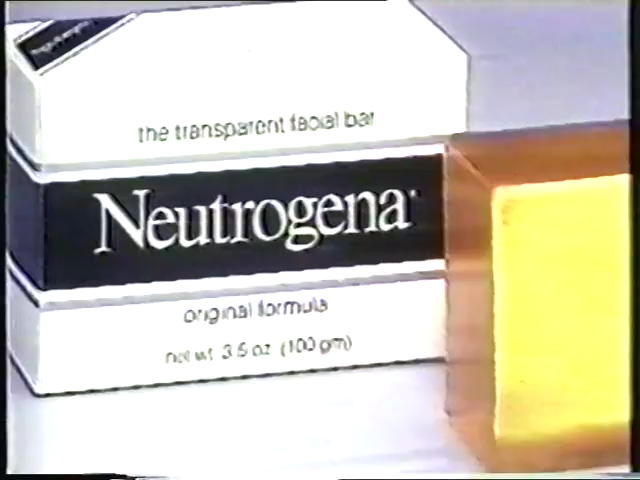 the transparent facial bar
Neutrogena
original formula
net wt. 3.5 oz. (100 gm)